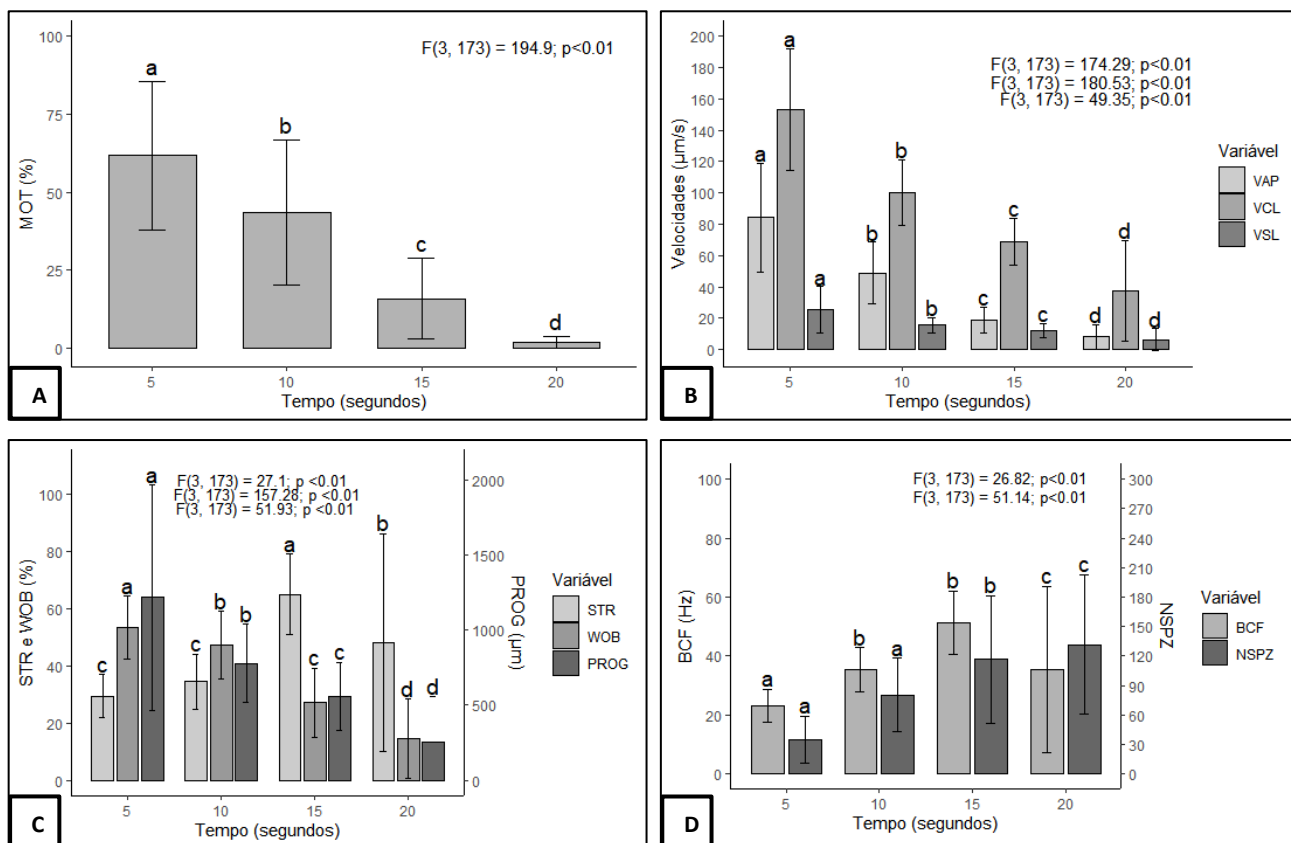 F(3, 173) = 194.9; p<0.01
MOT (%)
100
75
50
25
0
a
b
c
d
5 10 15 20
Tempo (segundos)
A
F(3, 173) = 174.29; p<0.01
F(3, 173) = 180.53; p<0.01
F(3, 173) = 49.35; p<0.01
Velocidades (µm/s)
200
180
160
140
120
100
80
60
40
20
0
a a a
b b b
c c c
d d d
5 10 15 20
Tempo (segundos)
Variável
VAP
VCL
VSL
B
F(3, 173) = 27.1; p <0.01
F(3, 173) = 157.28; p <0.01
F(3, 173) = 51.93; p <0.01
STR e WOB (%)
100
80
60
40
20
0
c a a
c b b
a c c
b d d
2000
1500
1000
500
0
PROG (µm)
5 10 15 20
Tempo (segundos)
Variável
STR
WOB
PROG
C
F(3, 173) = 26.82; p<0.01
F(3, 173) = 51.14; p<0.01
BCF (Hz)
100
80
60
40
20
0
a a
b a
b b
c c
300
270
240
210
180
150
120
90
60
30
0
NSPZ
5 10 15 20
Tempo (segundos)
Variável
BCF
NSPZ
D